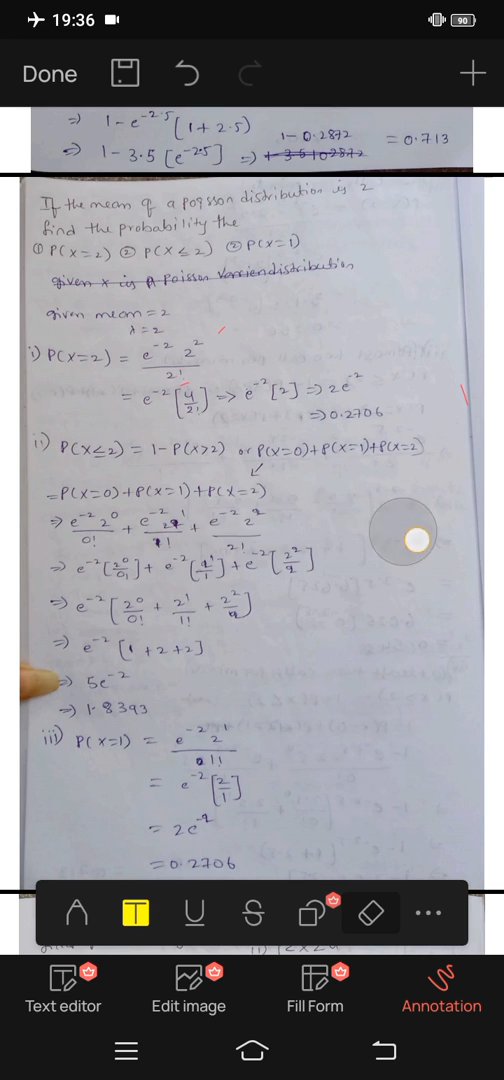 19:36
90
Done
=) 1 - e^-2.5 (1 + 2.5)
=) 1 - 3.5 [e^-2.5] =) 1 - 0.2872 = 0.713
If the mean of a poisson distribution is 2
find the probability the
① P(X=2) ② P(X≤2) ③ P(X=1)
given mean = 2
λ = 2
i) P(X=2) = e^-2 2^2 / 2!
= e^-2 [4/2!] => e^-2 [2] => 2e^-2
=> 0.2706
ii) P(X≤2) = 1 - P(X>2) or P(X=0)+P(X=1)+P(X=2)
= P(X=0) + P(X=1) + P(X=2)
=> e^-2 2^0 / 0! + e^-2 2^1 / 1! + e^-2 2^2 / 2!
=> e^-2 [2^0/0!] + e^-2 [2^1/1] + e^-2 [2^2/2]
=> e^-2 [2^0/0! + 2^1/1! + 2^2/2]
=> e^-2 [1 + 2 + 2]
=> 5e^-2
=> 1.8393
iii) P(X=1) = e^-2 2^1 / 1!
= e^-2 [2/1]
= 2e^-2
= 0.2706
T
U
S
Text editor
Edit image
Fill Form
Annotation